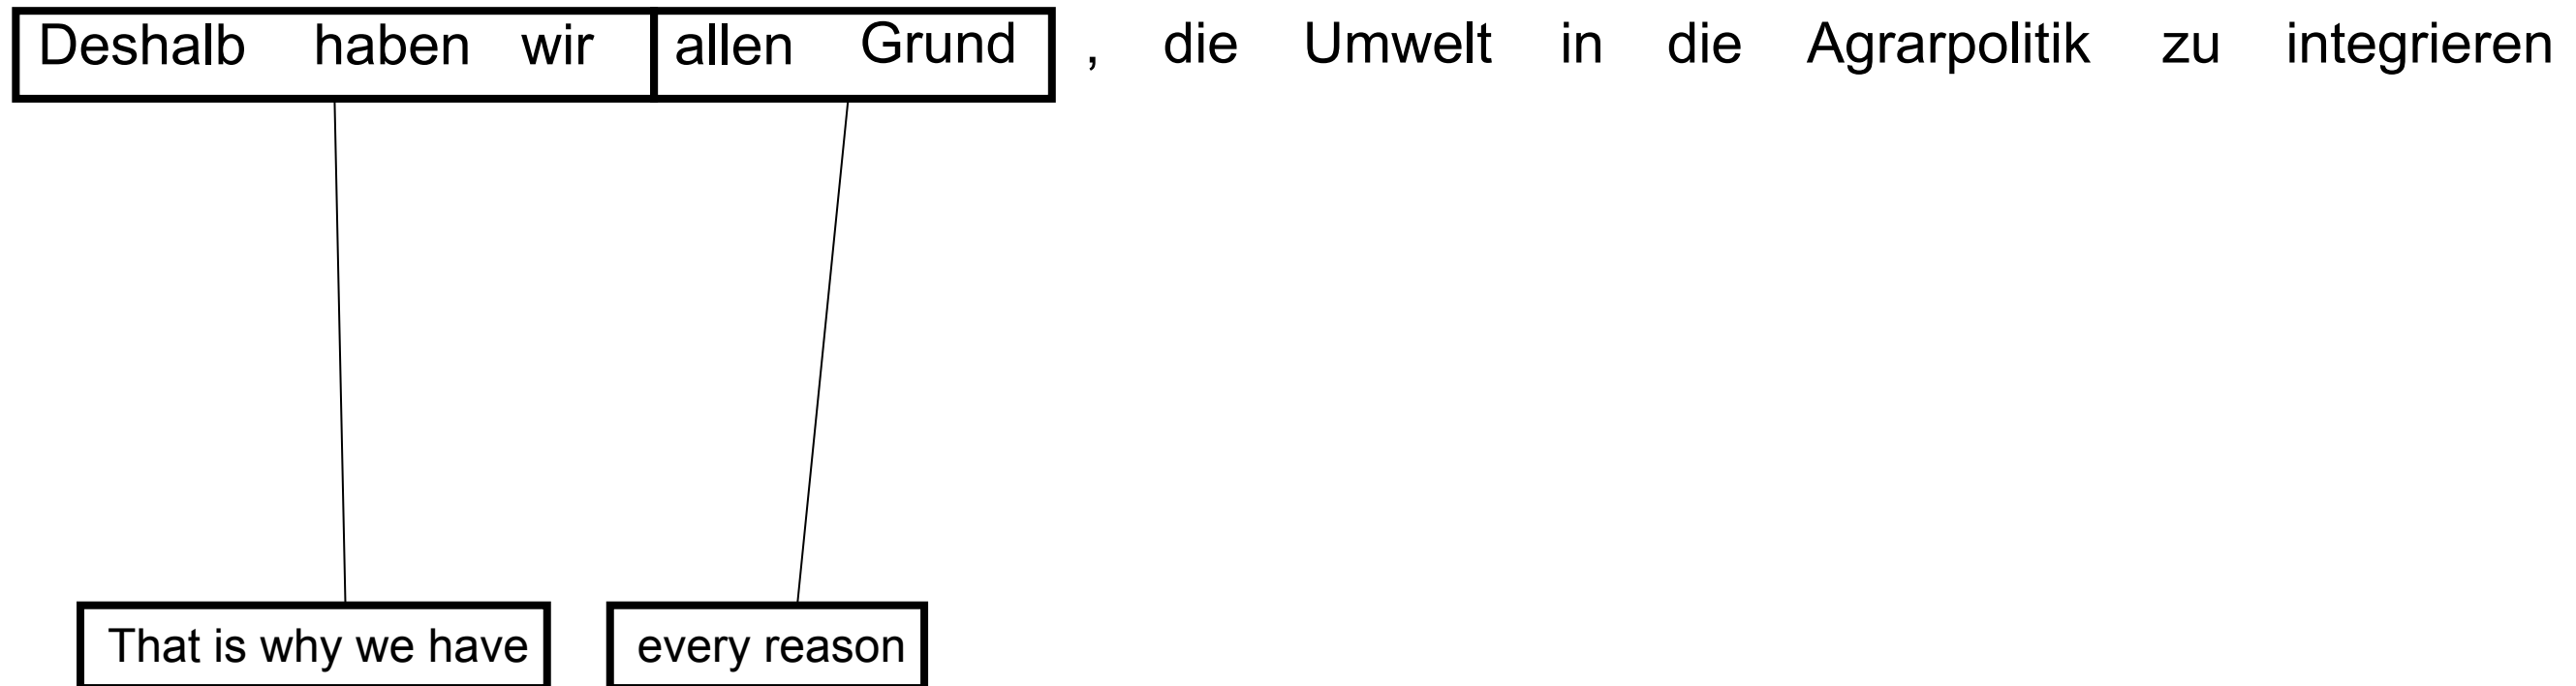 Deshalb haben wir allen Grund , die Umwelt in die Agrarpolitik zu integrieren
That is why we have every reason